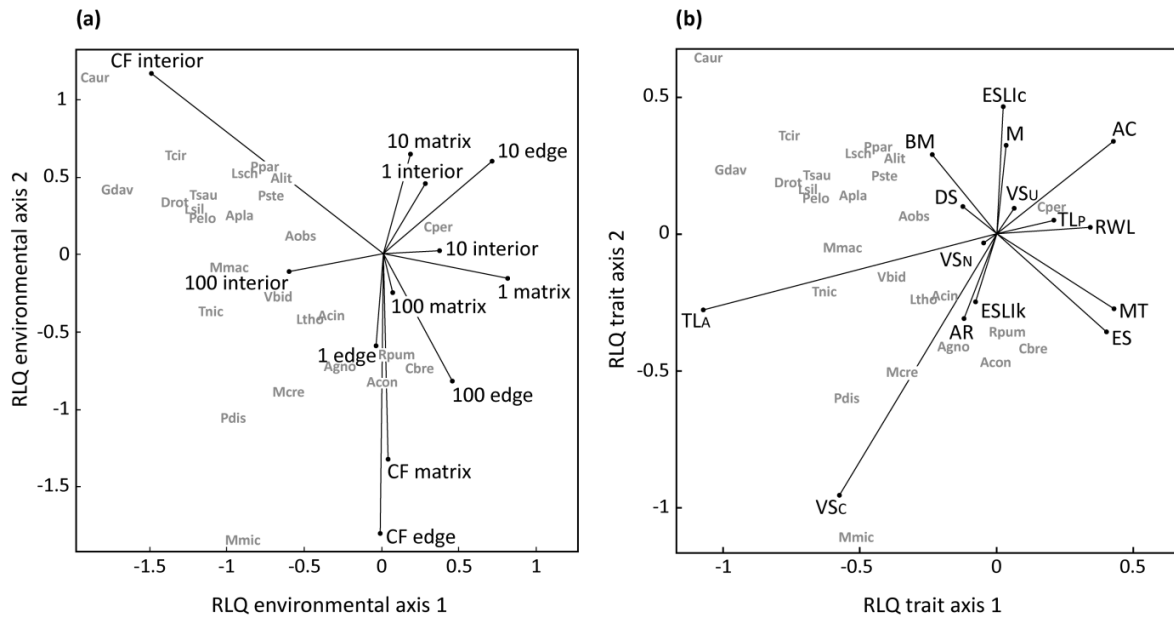 (a)
CF interior
Caur
1
10 matrix
10 edge
Tcir
1 interior
Ppar
Lsch
Alit
0.5
Gdav
Tsau
Pste
Drot
Lsil
Pelo
Apla
Cper
Aobs
10 interior
0
Mmac
100 interior
Vbid
100 matrix
1 matrix
Tnic
Ltho
Acin
-0.5
1 edge
Rpum
Agno
Cbre
Acon
100 edge
Mcre
-1
Pdis
CF matrix
-1.5
CF edge
Mmic
-1.5
-1
-0.5
0
0.5
1
RLQ environmental axis 1
RLQ environmental axis 2
(b)
Caur
0.5
ESLIc
Tcir
BM
M
AC
Ppar
Lsch
Alit
Gdav
Tsau
Pste
Drot
Lsil
Pelo
Apla
DS
VSU
Aobs
Cper
TLP
RWL
0
Mmac
VSN
Vbid
Tnic
Ltho
Acin
ESLIk
MT
TLA
AR
Rpum
ES
Agno
Cbre
Acon
-0.5
Mcre
Pdis
VSC
-1
Mmic
-1
-0.5
0
0.5
RLQ trait axis 1
RLQ trait axis 2